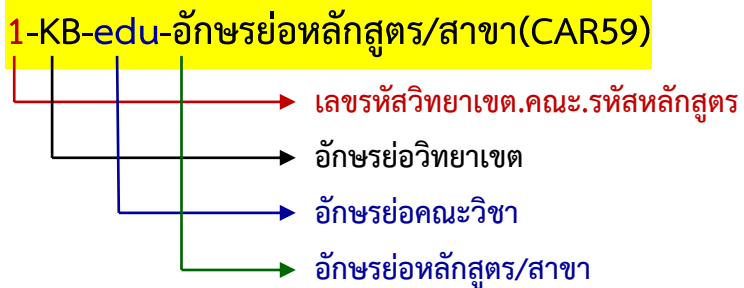 1-KB-edu-อักษรย่อหลักสูตร/สาขา(CAR59)
เลขรหัสวิทยาเขต.คณะ.รหัสหลักสูตร
อักษรย่อวิทยาเขต
อักษรย่อคณะวิชา
อักษรย่อหลักสูตร/สาขา